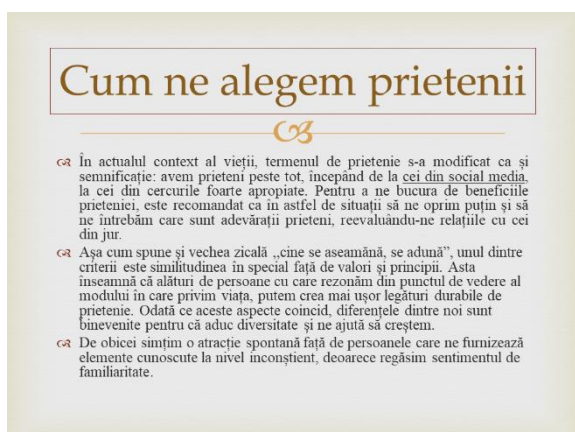 Cum ne alegem prietenii
În actualul context al vieții, termenul de prietenie s-a modificat ca și
semnificație: avem prieteni peste tot, începând de la cei din social media,
la cei din cercurile foarte apropiate. Pentru a ne bucura de beneficiile
prieteniei, este recomandat ca în astfel de situații să ne oprim puțin și să
ne întrebăm care sunt adevărații prieteni, reevaluându-ne relațiile cu cei
din jur.
Așa cum spune și vechea zicală „cine se aseamănă, se adună”, unul dintre
criterii este similitudinea în special față de valori și principii. Asta
înseamnă că alături de persoane cu care rezonăm din punctul de vedere al
modului în care privim viața, putem crea mai ușor legături durabile de
prietenie. Odată ce aceste aspecte coincid, diferențele dintre noi sunt
binevenite pentru că aduc diversitate și ne ajută să creștem.
De obicei simțim o atracție spontană față de persoanele care ne furnizează
elemente cunoscute la nivel inconștient, deoarece regăsim sentimentul de
familiaritate.